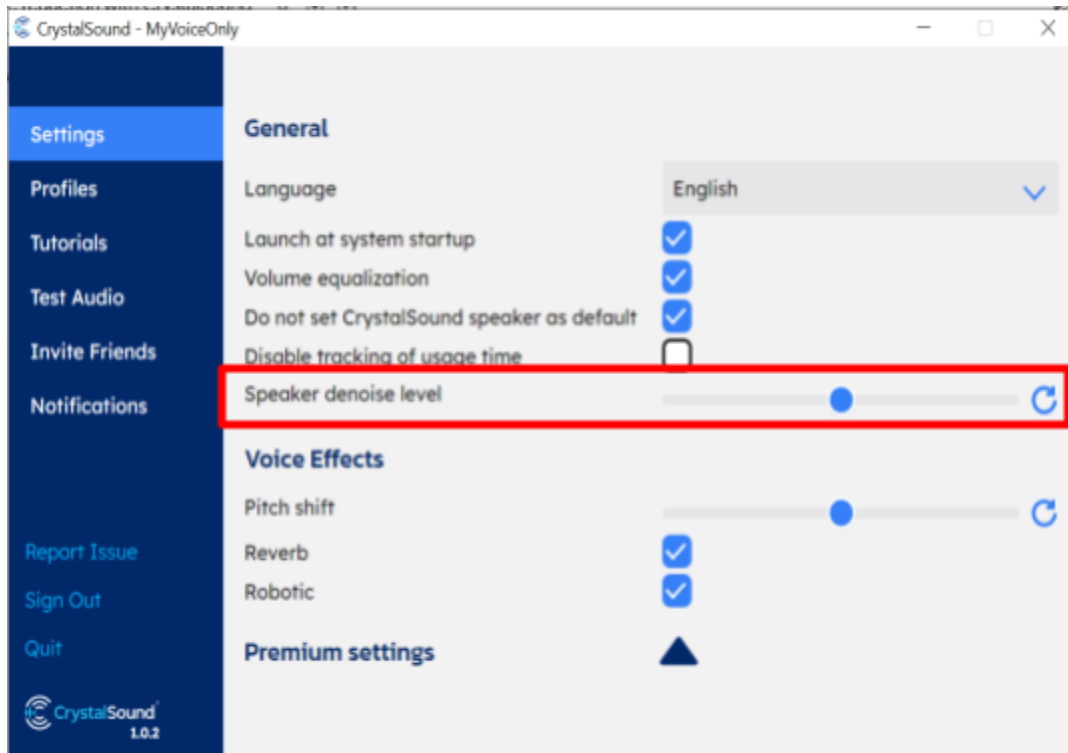 CrystalSound - MyVoiceOnly
Settings
Profiles
Tutorials
Test Audio
Invite Friends
Notifications
Report Issue
Sign Out
Quit
CrystalSound
1.0.2
General
Language English
Launch at system startup
Volume equalization
Do not set CrystalSound speaker as default
Disable tracking of usage time
Speaker denoise level
Voice Effects
Pitch shift
Reverb
Robotic
Premium settings